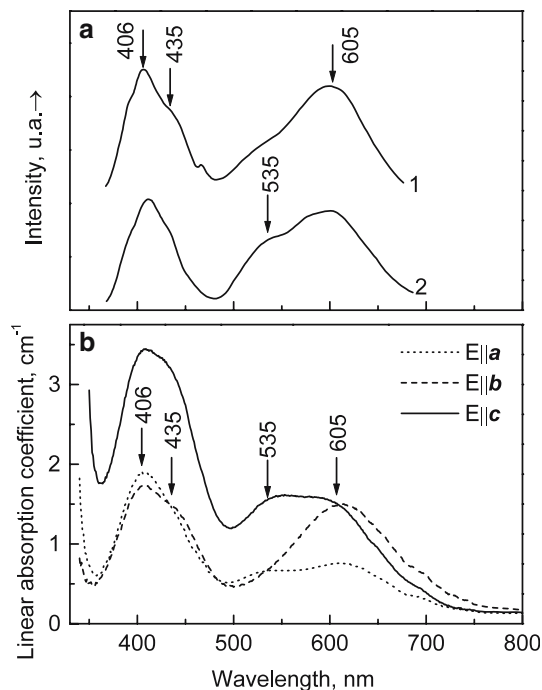 a
406
435
605
535
1
2
Intensity, u.a.→
b
E||a
E||b
E||c
406
435
535
605
3
2
1
0
Linear absorption coefficient, cm-1
400 500 600 700 800
Wavelength, nm